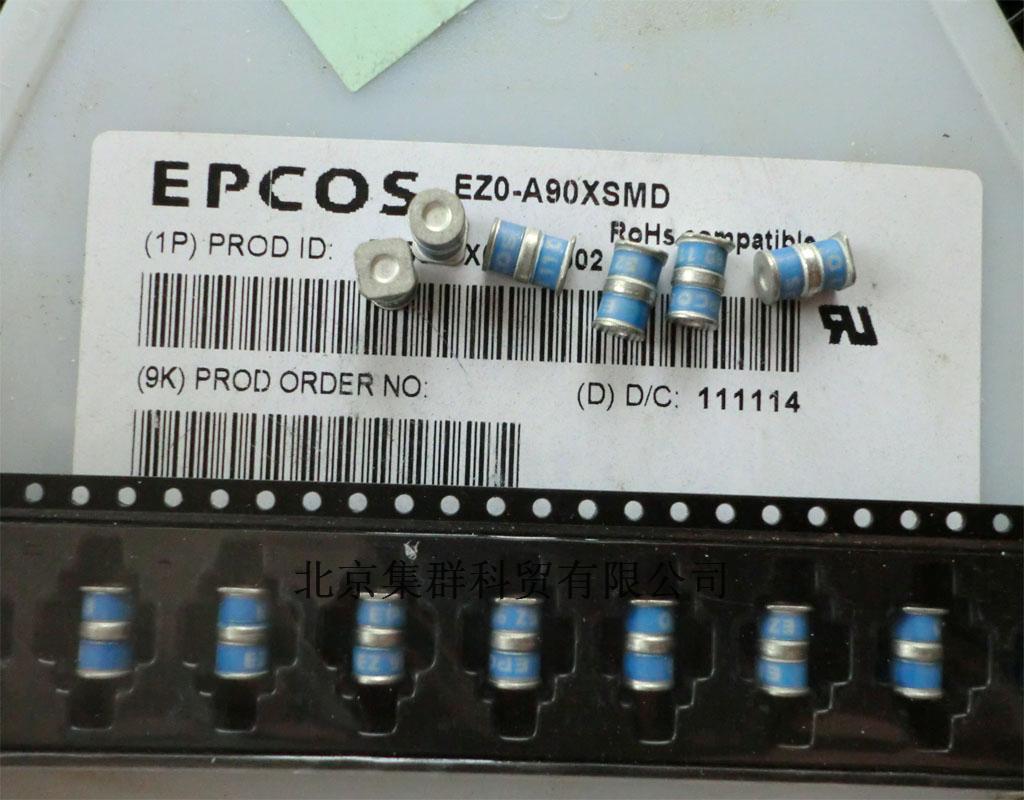 EPCOS EZ0-A90XSMD
RoHs compatible
(1P) PROD ID: 02
(9K) PROD ORDER NO:
(D) D/C: 111114
北京集群科贸有限公司